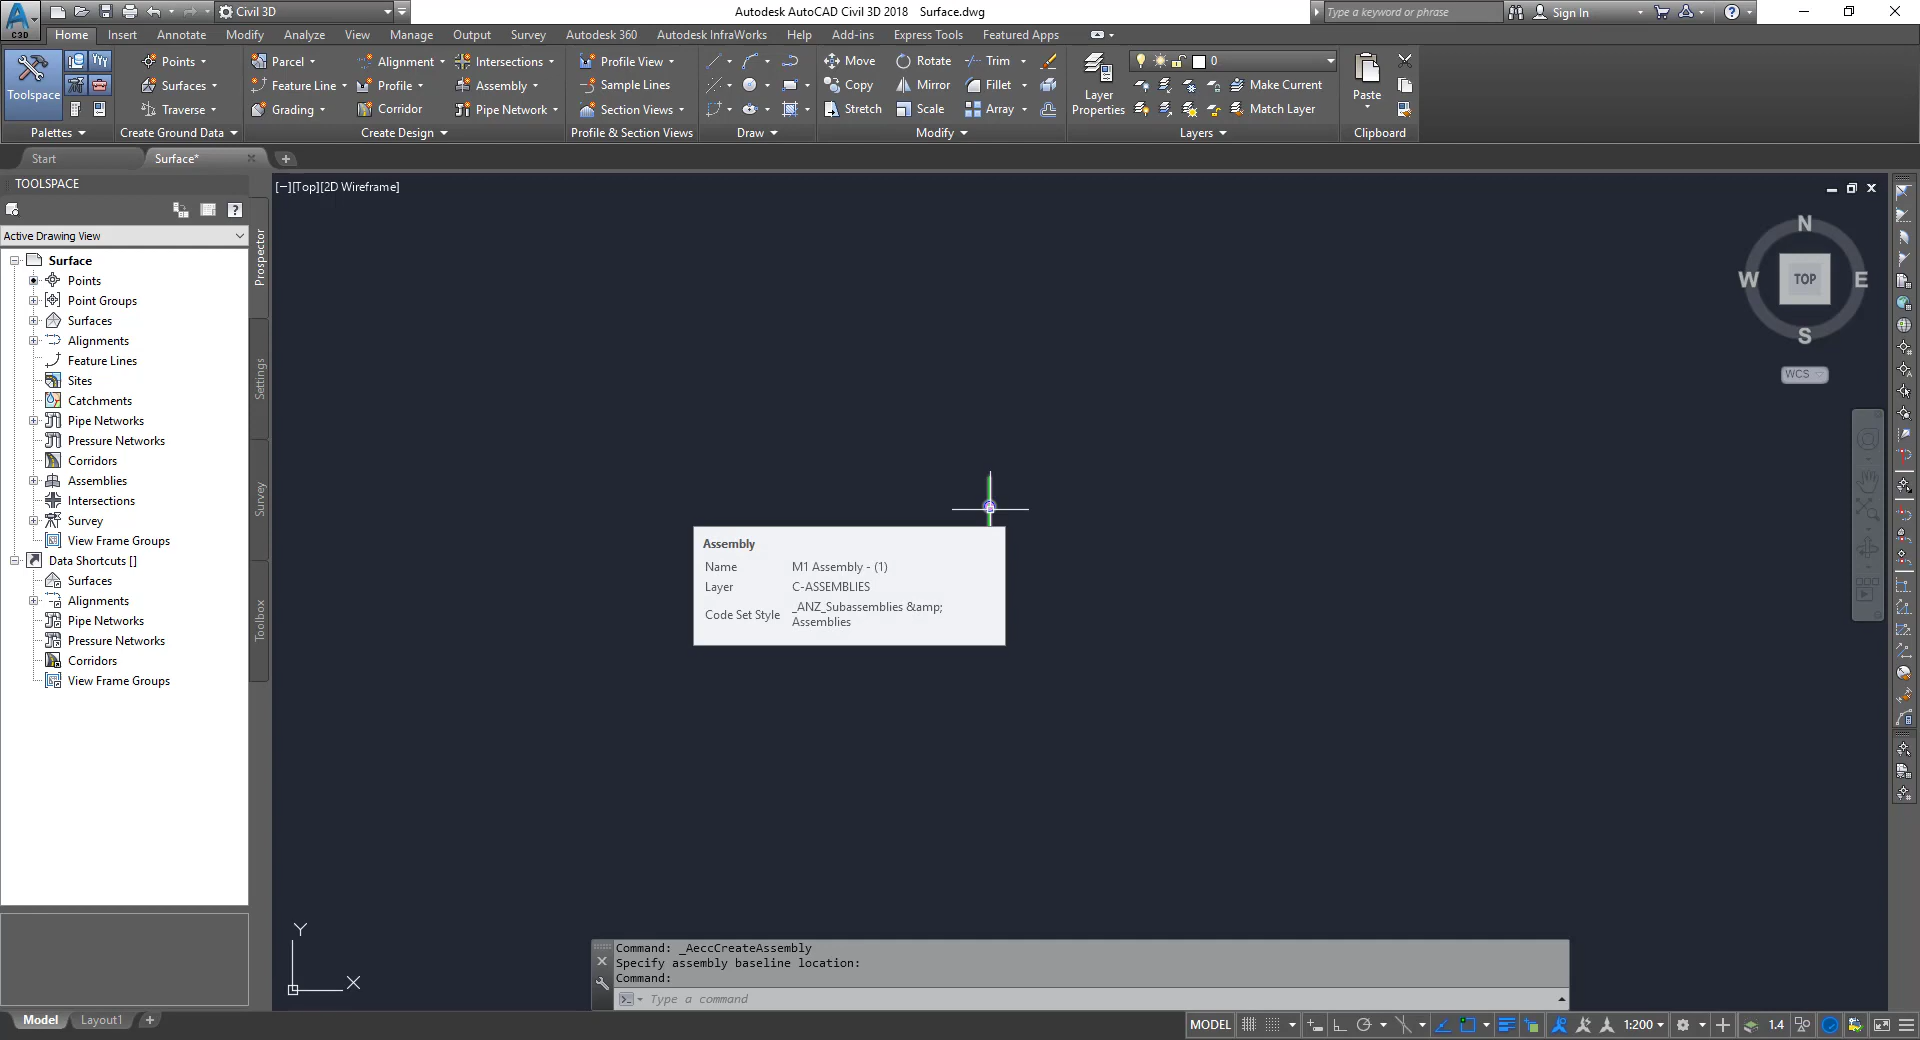 C3D
Civil 3D
Autodesk AutoCAD Civil 3D 2018 Surface.dwg
Type a keyword or phrase
Sign In
Home Insert Annotate Modify Analyze View Manage Output Survey Autodesk 360 Autodesk InfraWorks Help Add-ins Express Tools Featured Apps
Toolspace
Palettes
Points
Surfaces
Traverse
Create Ground Data
Parcel
Feature Line
Grading
Alignment
Profile
Corridor
Intersections
Assembly
Pipe Network
Create Design
Profile View
Sample Lines
Section Views
Profile & Section Views
Draw
Move
Copy
Stretch
Rotate
Mirror
Scale
Trim
Fillet
Array
Modify
Layer
Properties
0
Make Current
Match Layer
Layers
Paste
Clipboard
Start
Surface*
TOOLSPACE
[−][Top][2D Wireframe]
Active Drawing View
Surface
Points
Point Groups
Surfaces
Alignments
Feature Lines
Sites
Catchments
Pipe Networks
Pressure Networks
Corridors
Assemblies
Intersections
Survey
View Frame Groups
Data Shortcuts []
Surfaces
Alignments
Pipe Networks
Pressure Networks
Corridors
View Frame Groups
Prospector
Settings
Survey
Toolbox
N
W
TOP
E
S
WCS
Assembly
Name M1 Assembly - (1)
Layer C-ASSEMBLIES
Code Set Style _ANZ_Subassemblies &amp;
Assemblies
Y
X
Command: _AeccCreateAssembly
Specify assembly baseline location:
Command:
Type a command
Model
Layout1
MODEL
1:200
1.4